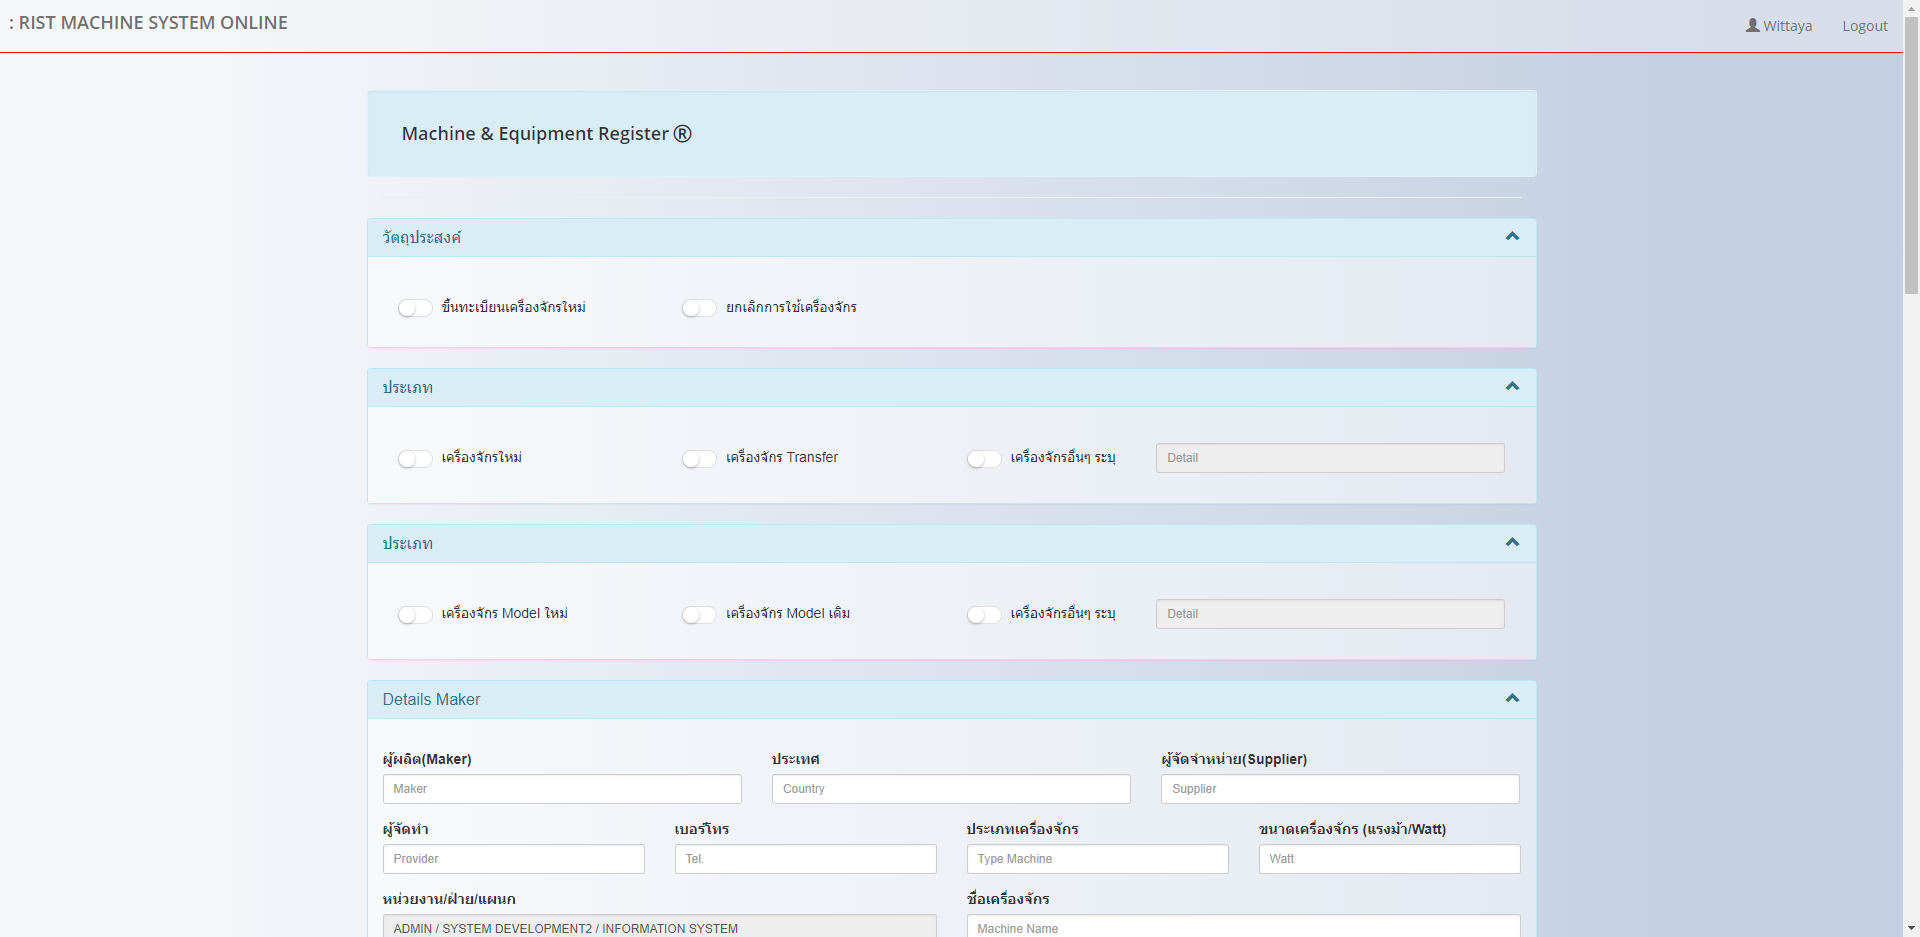 : RIST MACHINE SYSTEM ONLINE
Wittaya Logout
Machine & Equipment Register ®
วัตถุประสงค์
ขึ้นทะเบียนเครื่องจักรใหม่ ยกเลิกการใช้เครื่องจักร
ประเภท
เครื่องจักรใหม่ เครื่องจักร Transfer เครื่องจักรอื่นๆ ระบุ Detail
ประเภท
เครื่องจักร Model ใหม่ เครื่องจักร Model เดิม เครื่องจักรอื่นๆ ระบุ Detail
Details Maker
ผู้ผลิต(Maker) ประเทศ ผู้จัดจำหน่าย(Supplier)
Maker Country Supplier
ผู้จัดทำ เบอร์โทร ประเภทเครื่องจักร ขนาดเครื่องจักร (แรงม้า/Watt)
Provider Tel. Type Machine Watt
หน่วยงาน/ฝ่าย/แผนก ชื่อเครื่องจักร
ADMIN / SYSTEM DEVELOPMENT2 / INFORMATION SYSTEM Machine Name